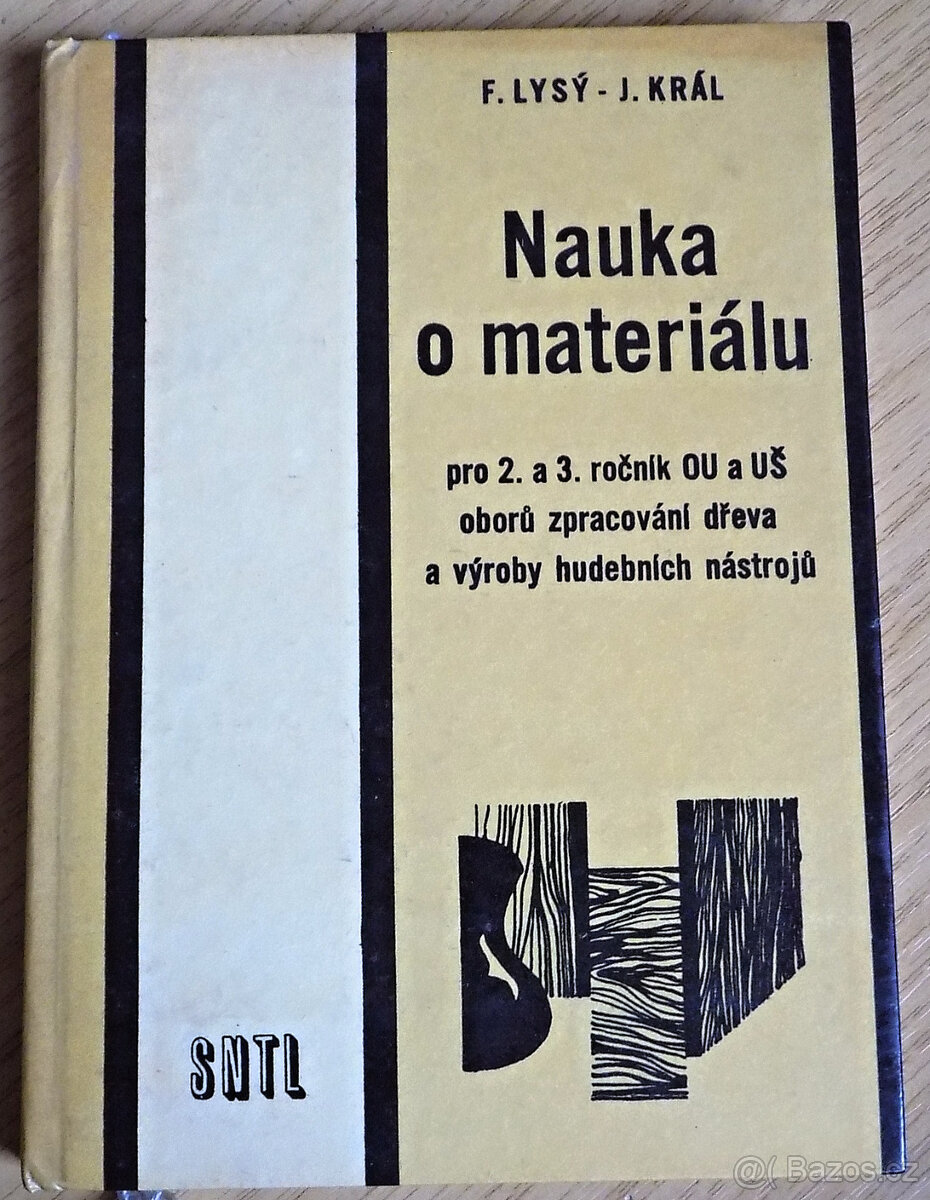 F. LYSÝ - J. KRÁL
Nauka
o materiálu
pro 2. a 3. ročník OU a UŠ
oborů zpracování dřeva
a výroby hudebních nástrojů
SNTL
@( Bazos.cz